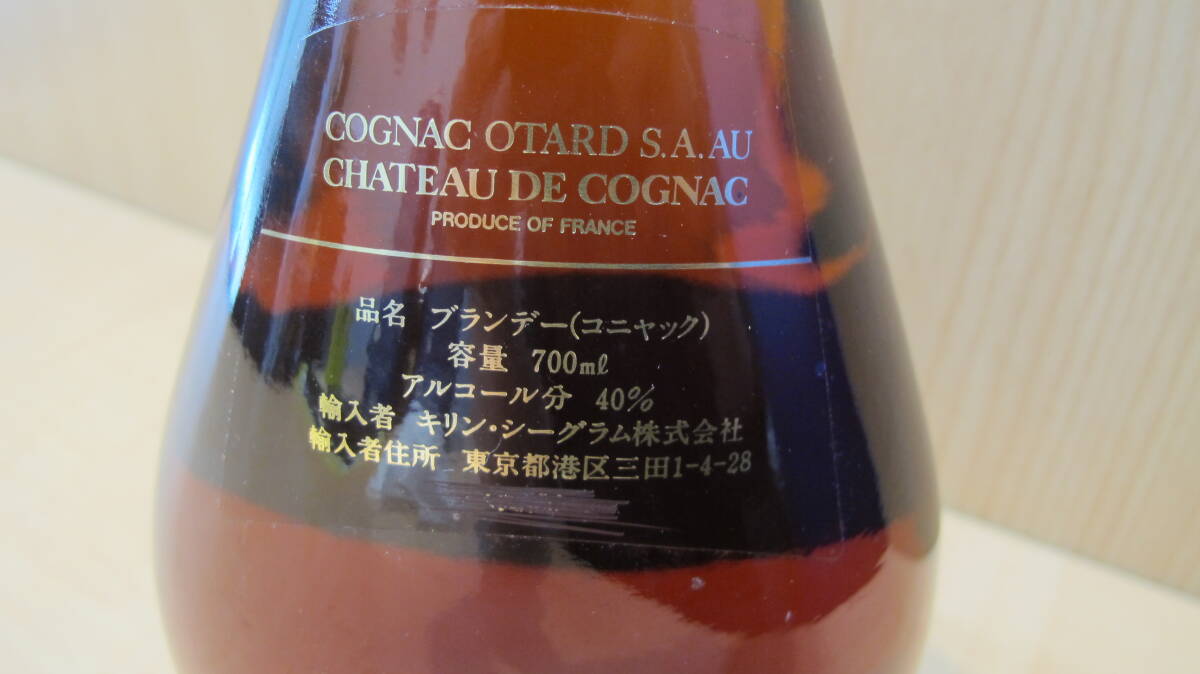 COGNAC OTARD S.A. AU
CHATEAU DE COGNAC
PRODUCE OF FRANCE
品名 ブランデー(コニャック)
容量 700mℓ
アルコール分 40%
輸入者 キリン・シーグラム株式会社
輸入者住所 東京都港区三田1-4-28